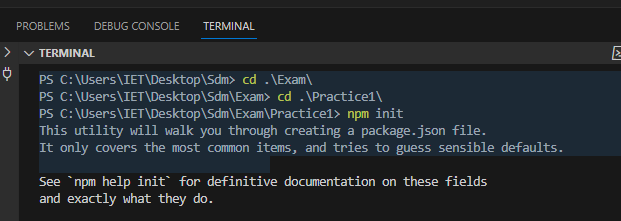 PROBLEMS DEBUG CONSOLE TERMINAL
TERMINAL
PS C:\Users\IET\Desktop\Sdm> cd .\Exam\
PS C:\Users\IET\Desktop\Sdm\Exam> cd .\Practice1\
PS C:\Users\IET\Desktop\Sdm\Exam\Practice1> npm init
This utility will walk you through creating a package.json file.
It only covers the most common items, and tries to guess sensible defaults.
See `npm help init` for definitive documentation on these fields
and exactly what they do.